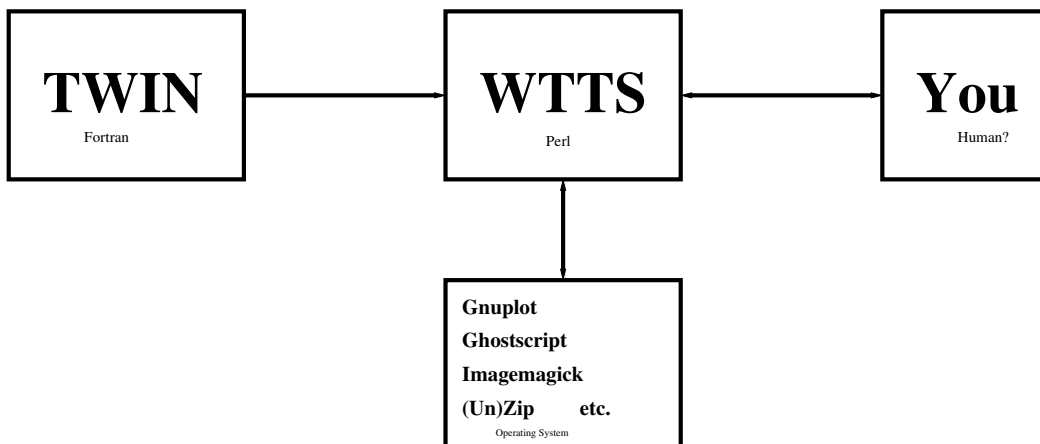 TWIN
Fortran
WTTS
Perl
You
Human?
Gnuplot
Ghostscript
Imagemagick
(Un)Zip etc.
Operating System